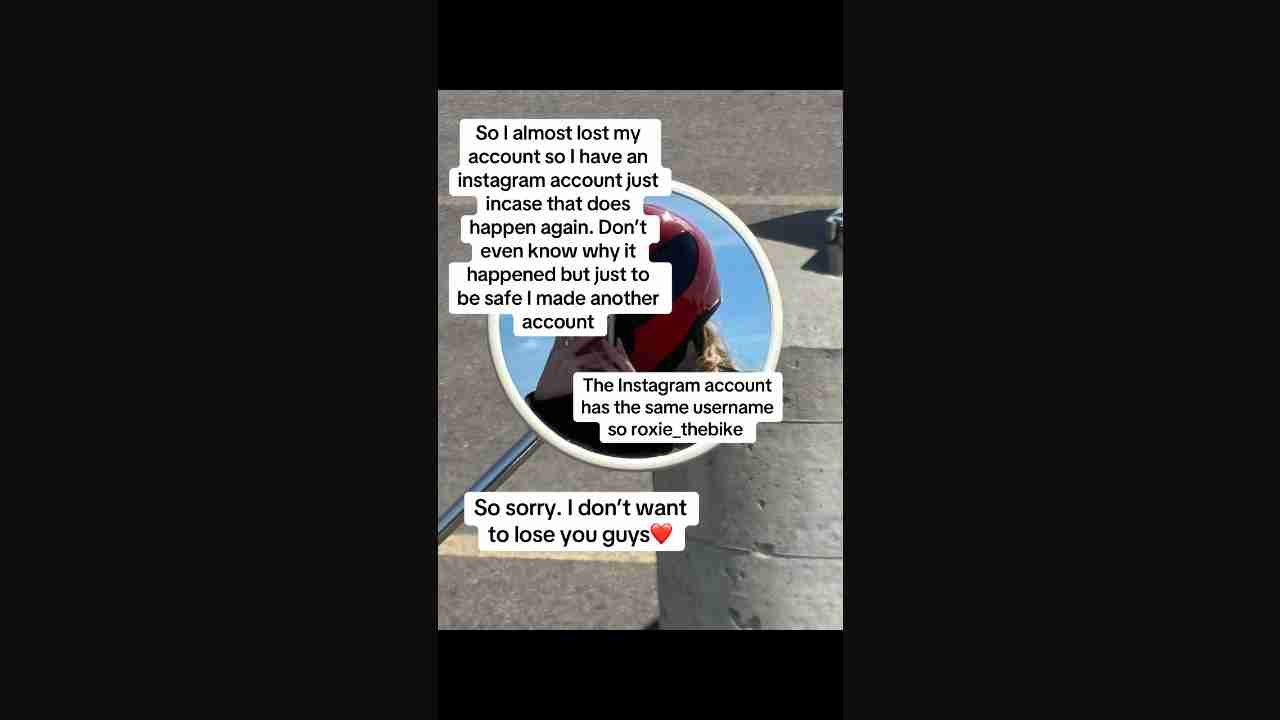 So I almost lost my
account so I have an
instagram account just
incase that does
happen again. Don’t
even know why it
happened but just to
be safe I made another
account
The Instagram account
has the same username
so roxie_thebike
So sorry. I don’t want
to lose you guys❤️